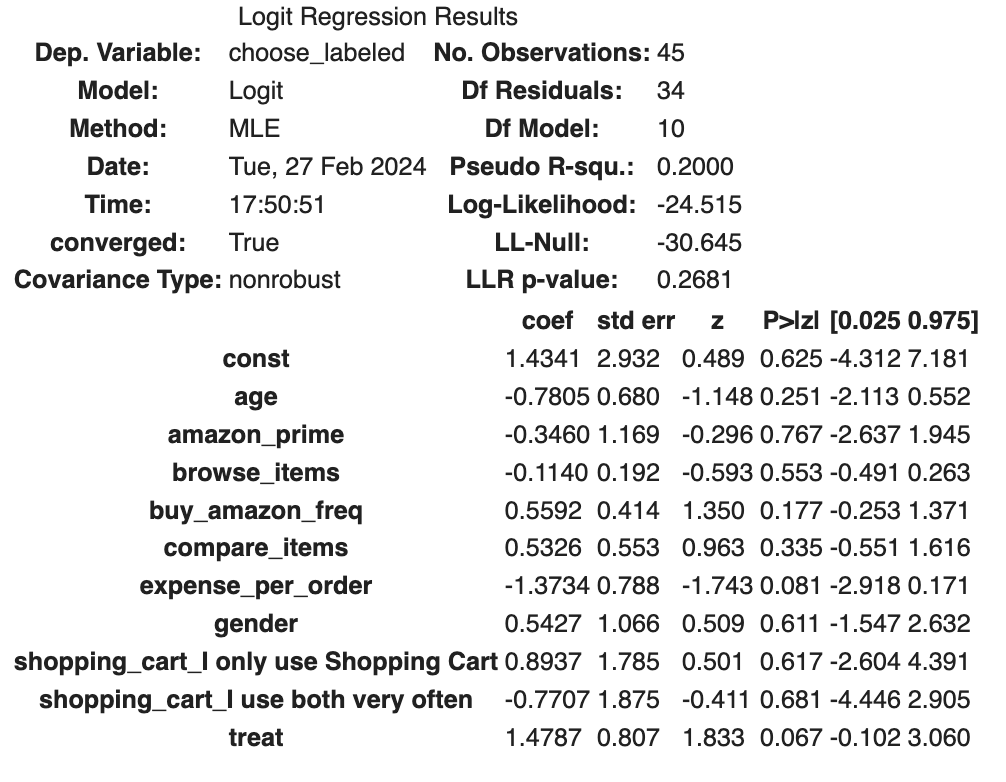 Logit Regression Results
Dep. Variable: choose_labeled No. Observations: 45
Model: Logit Df Residuals: 34
Method: MLE Df Model: 10
Date: Tue, 27 Feb 2024 Pseudo R-squ.: 0.2000
Time: 17:50:51 Log-Likelihood: -24.515
converged: True LL-Null: -30.645
Covariance Type: nonrobust LLR p-value: 0.2681
coef std err z P>|z| [0.025 0.975]
const 1.4341 2.932 0.489 0.625 -4.312 7.181
age -0.7805 0.680 -1.148 0.251 -2.113 0.552
amazon_prime -0.3460 1.169 -0.296 0.767 -2.637 1.945
browse_items -0.1140 0.192 -0.593 0.553 -0.491 0.263
buy_amazon_freq 0.5592 0.414 1.350 0.177 -0.253 1.371
compare_items 0.5326 0.553 0.963 0.335 -0.551 1.616
expense_per_order -1.3734 0.788 -1.743 0.081 -2.918 0.171
gender 0.5427 1.066 0.509 0.611 -1.547 2.632
shopping_cart_I only use Shopping Cart 0.8937 1.785 0.501 0.617 -2.604 4.391
shopping_cart_I use both very often -0.7707 1.875 -0.411 0.681 -4.446 2.905
treat 1.4787 0.807 1.833 0.067 -0.102 3.060